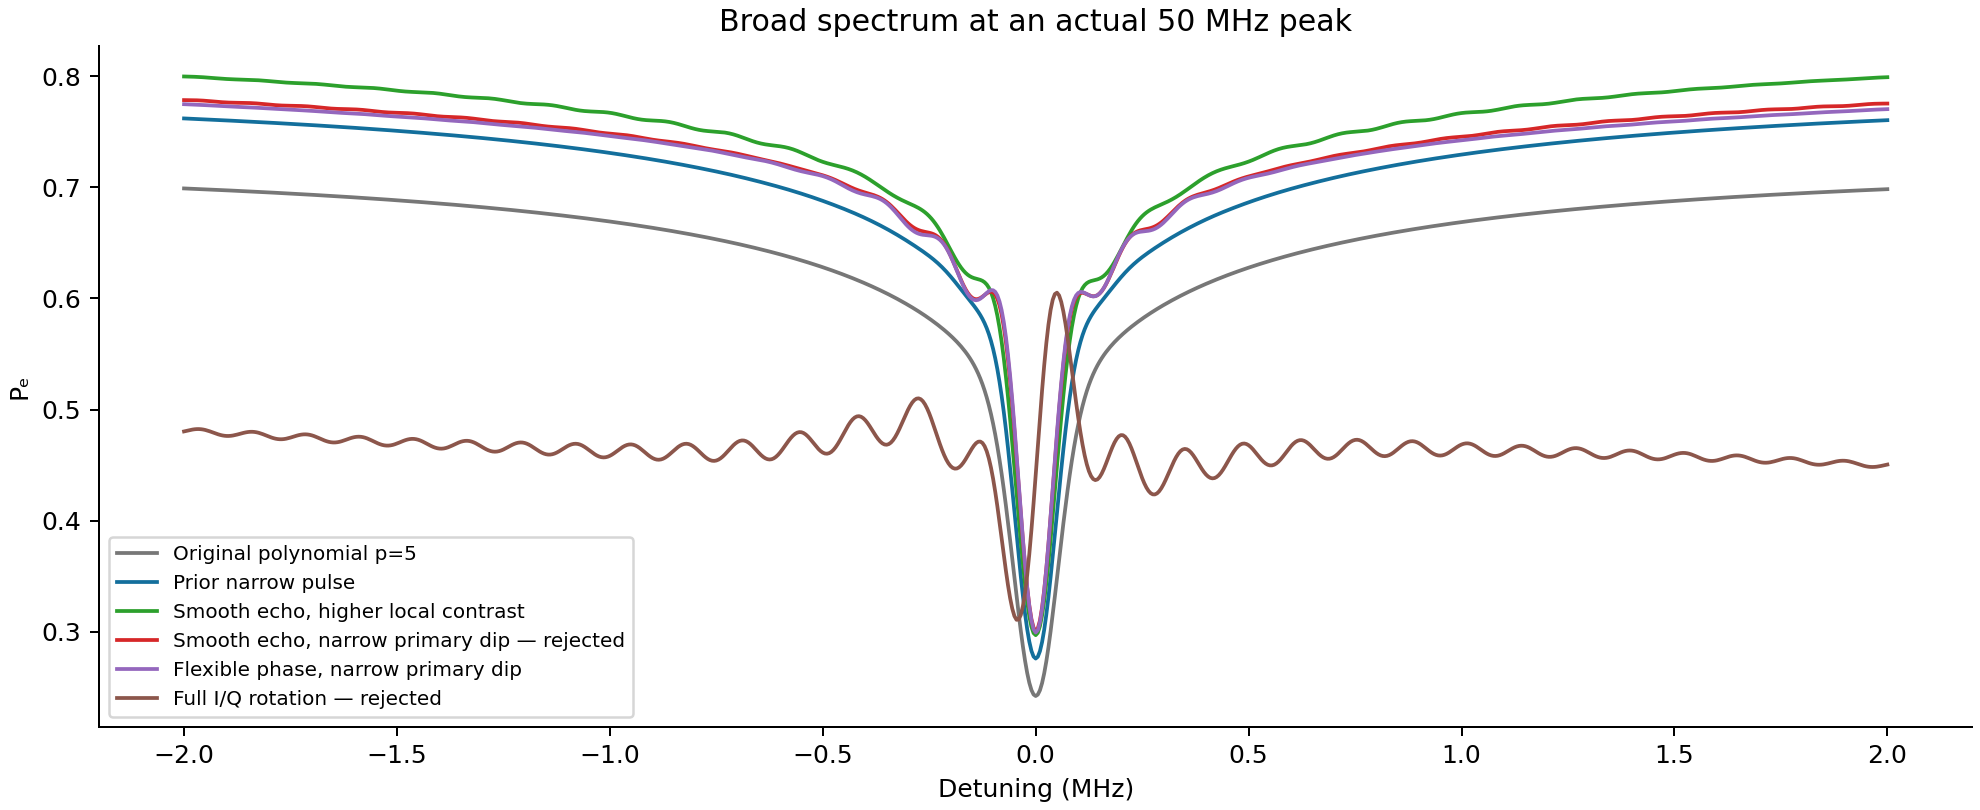 Broad spectrum at an actual 50 MHz peak
Pₑ
0.8
0.7
0.6
0.5
0.4
0.3
Original polynomial p=5
Prior narrow pulse
Smooth echo, higher local contrast
Smooth echo, narrow primary dip — rejected
Flexible phase, narrow primary dip
Full I/Q rotation — rejected
−2.0 −1.5 −1.0 −0.5 0.0 0.5 1.0 1.5 2.0
Detuning (MHz)